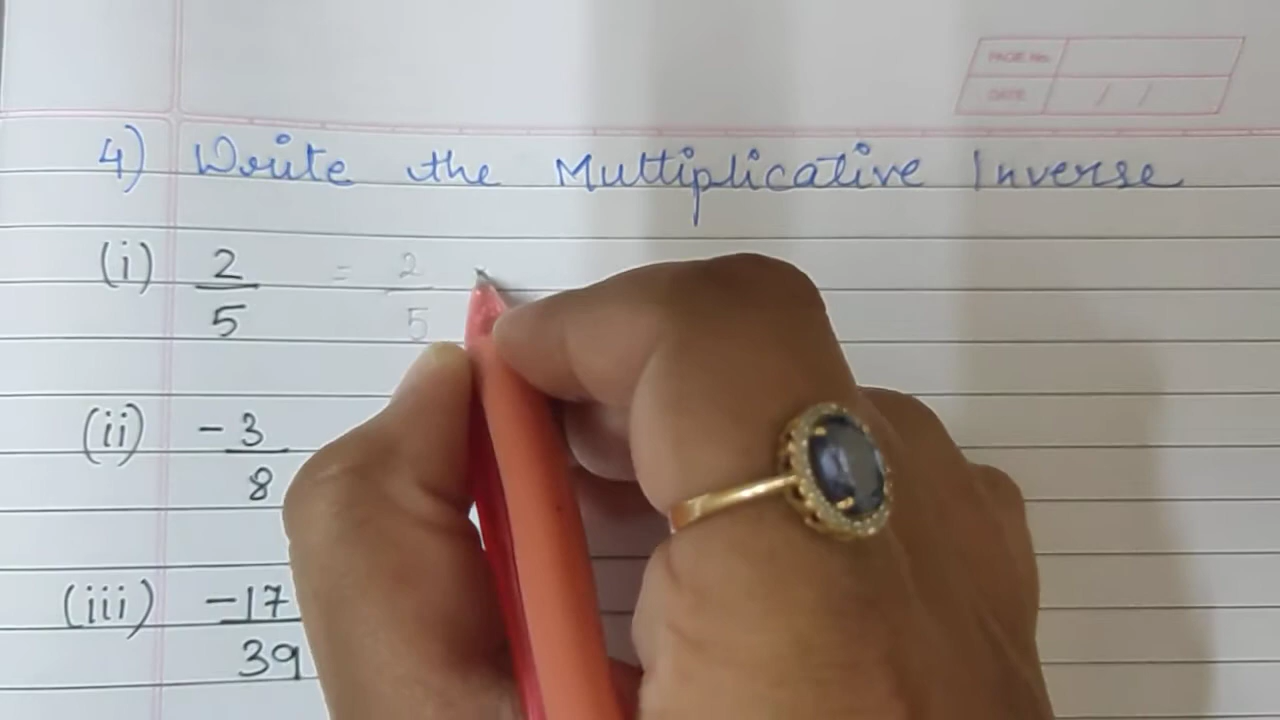 PAGE No.
DATE / /
4) Write the Multiplicative Inverse
(i) 2/5 = 2/5
(ii) -3/8
(iii) -17/39